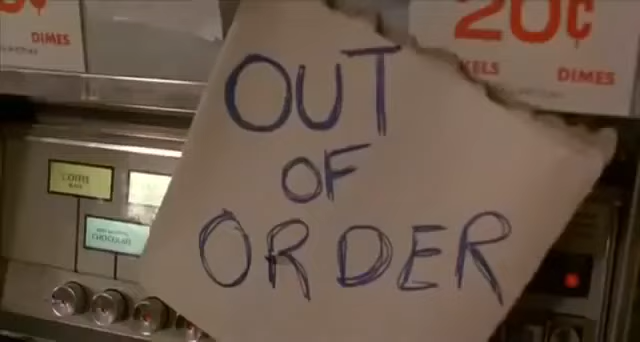 DIMES
20¢
DIMES
OUT
OF
ORDER
COFFEE
CHOCOLATE